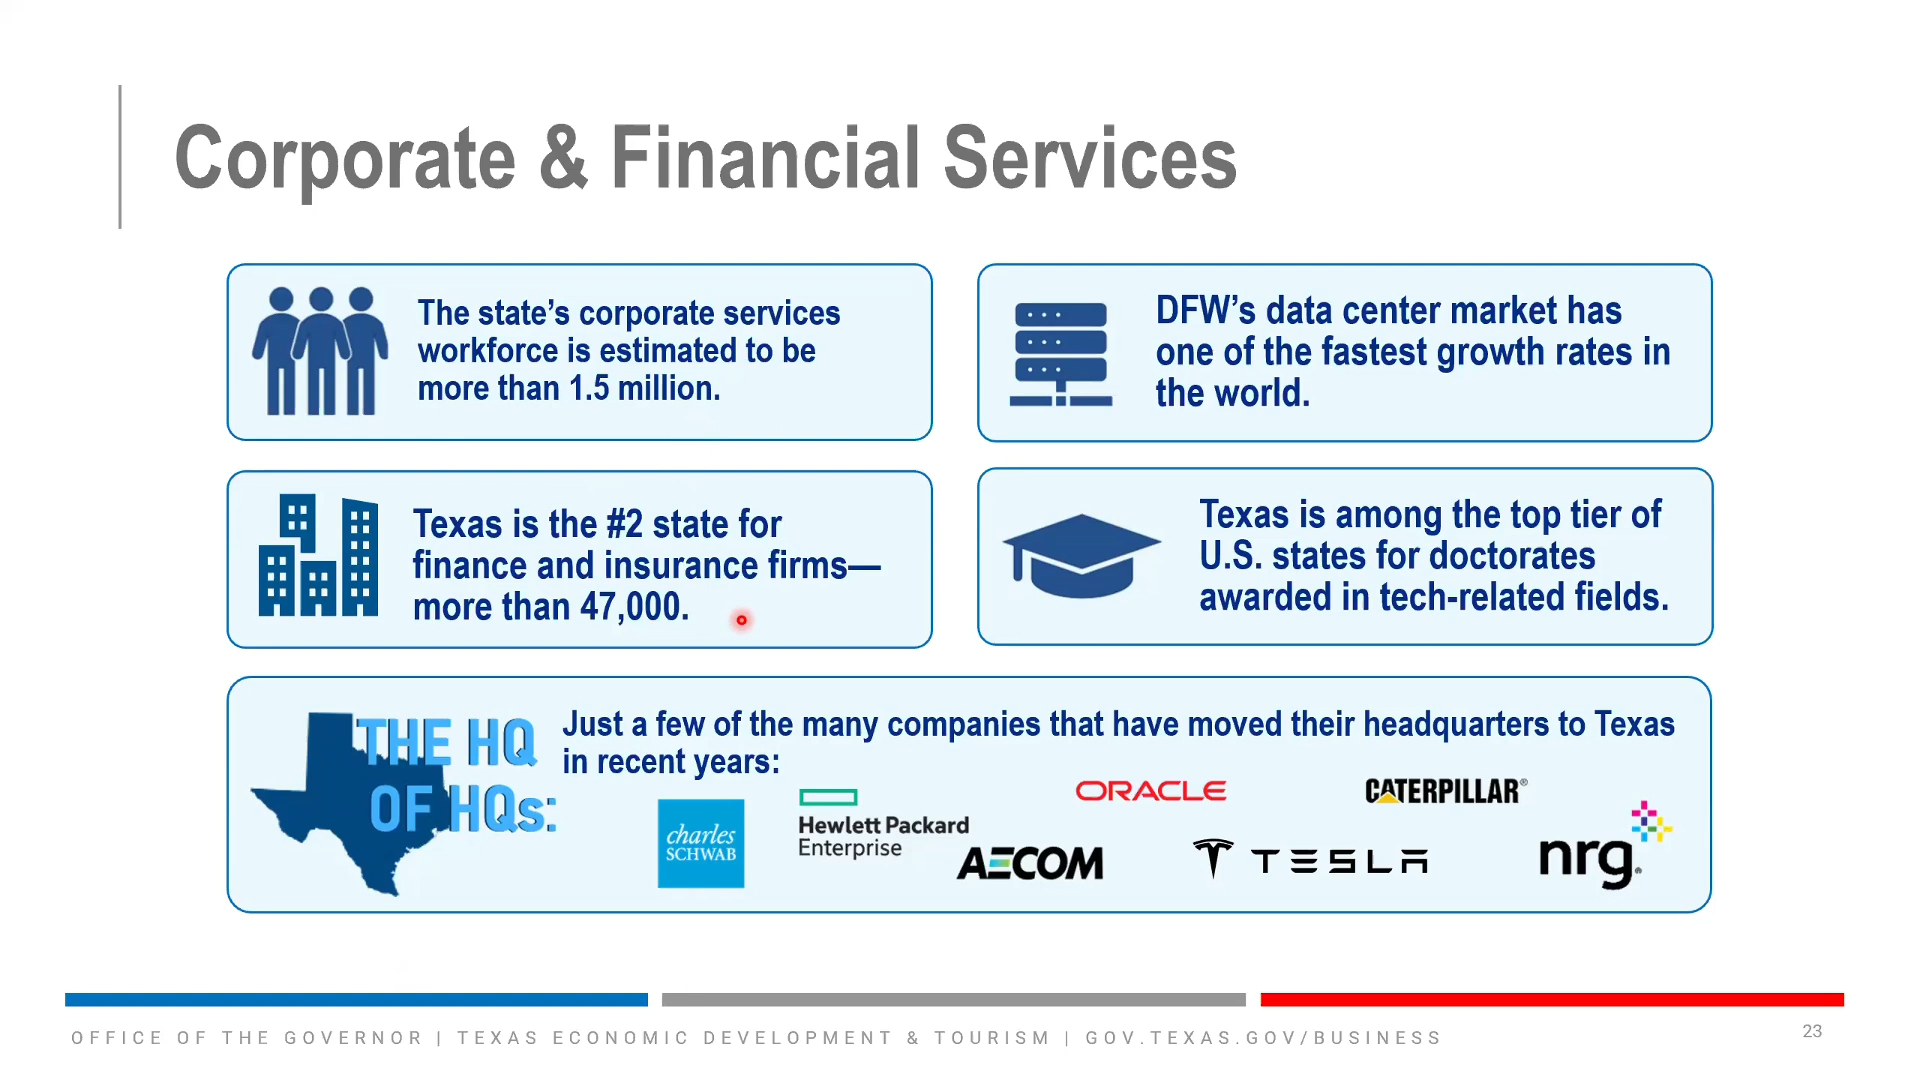 Corporate & Financial Services
The state’s corporate services
workforce is estimated to be
more than 1.5 million.
DFW’s data center market has
one of the fastest growth rates in
the world.
Texas is the #2 state for
finance and insurance firms—
more than 47,000.
Texas is among the top tier of
U.S. states for doctorates
awarded in tech-related fields.
THE HQ
OF HQs:
Just a few of the many companies that have moved their headquarters to Texas
in recent years:
charles
SCHWAB
Hewlett Packard
Enterprise
AECOM
ORACLE
TESLA
CATERPILLAR®
nrg
OFFICE OF THE GOVERNOR | TEXAS ECONOMIC DEVELOPMENT & TOURISM | GOV.TEXAS.GOV/BUSINESS
23